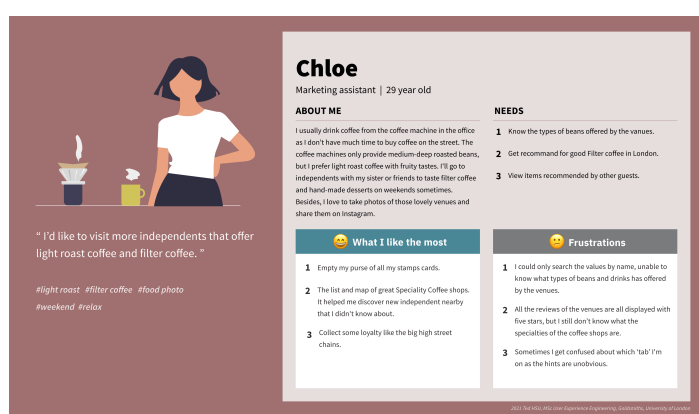 Chloe
Marketing assistant | 29 year old
ABOUT ME
I usually drink coffee from the coffee machine in the office
as I don't have much time to buy coffee on the street. The
coffee machines only provide medium-deep roasted beans,
but I prefer light roast coffee with fruity tastes. I'll go to
independents with my sister or friends to taste filter coffee
and hand-made desserts on weekends sometimes.
Besides, I love to take photos of those lovely venues and
share them on Instagram.
NEEDS
1 Know the types of beans offered by the vanues.
2 Get recommand for good Filter coffee in London.
3 View items recommended by other guests.
“ I'd like to visit more independents that offer
light roast coffee and filter coffee. ”
#light roast #filter coffee #food photo
#weekend #relax
What I like the most
1 Empty my purse of all my stamps cards.
2 The list and map of great Speciality Coffee shops.
It helped me discover new independent nearby
that I didn't know about.
3 Collect some loyalty like the big high street
chains.
Frustrations
1 I could only search the values by name, unable to
know what types of beans and drinks has offered
by the venues.
2 All the reviews of the venues are all displayed with
five stars, but I still don't know what the
specialties of the coffee shops are.
3 Sometimes I get confused about which ‘tab’ I'm
on as the hints are unobvious.
2021 Ted HSU, MSc User Experience Engineering, Goldsmiths, University of London